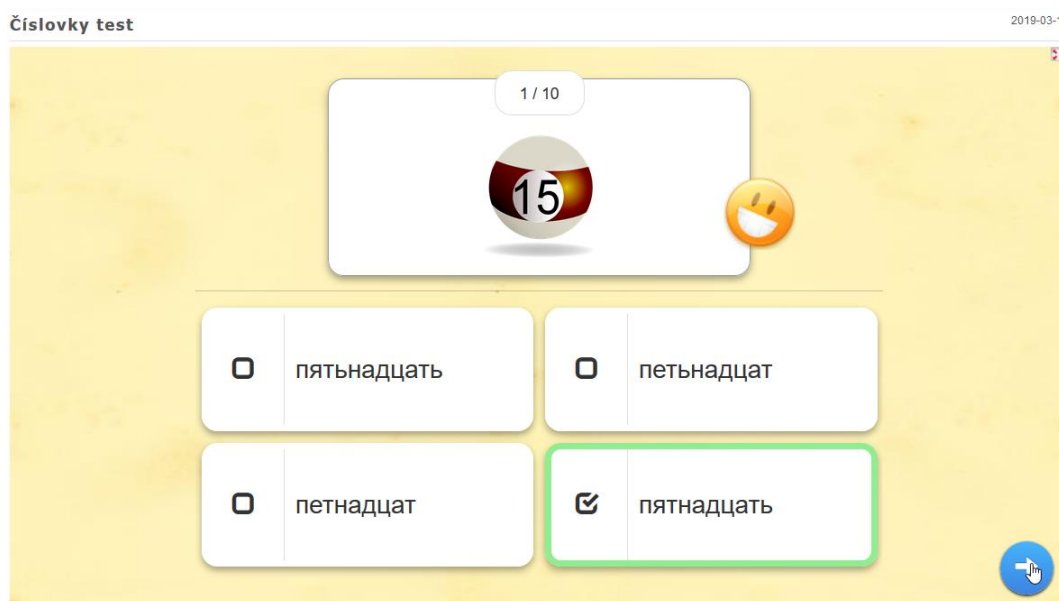 Číslovky test
2019-03-1
1 / 10
15
пятьнадцать
петьнадцат
петнадцат
пятнадцать